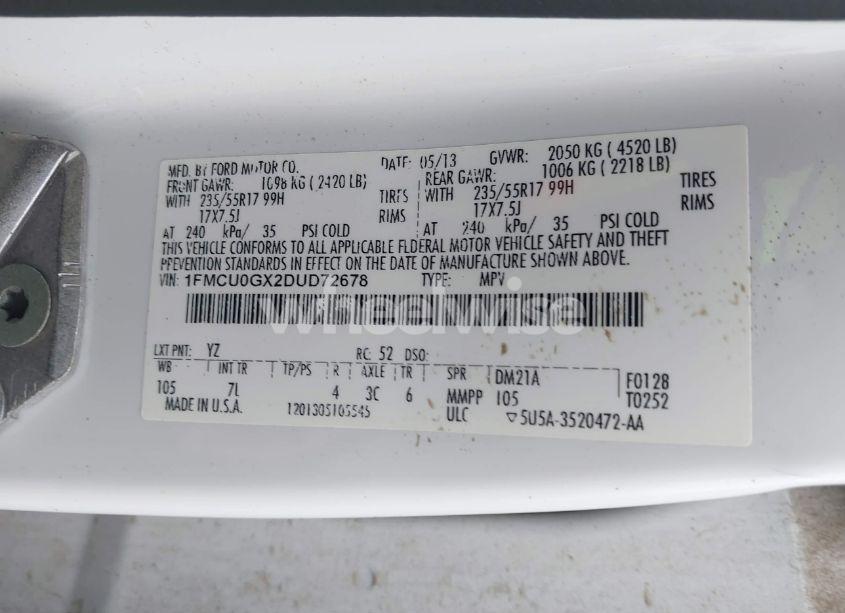 MFD. BY FORD MOTOR CO. DATE: 05/13 GVWR: 2050 KG ( 4520 LB)
FRONT GAWR: 1098 KG (2420 LB) REAR GAWR: 1006 KG ( 2218 LB)
WITH 235/55R17 99H TIRES WITH 235/55R17 99H TIRES
17X7.5J RIMS 17X7.5J RIMS
AT 240 kPa/ 35 PSI COLD AT 240 kPa/ 35 PSI COLD
THIS VEHICLE CONFORMS TO ALL APPLICABLE FEDERAL MOTOR VEHICLE SAFETY AND THEFT
PREVENTION STANDARDS IN EFFECT ON THE DATE OF MANUFACTURE SHOWN ABOVE.
VIN: 1FMCU0GX2DUD72678 TYPE: MPV
wheelwise
EXT PNT: YZ RC: 52 DSO:
WB INT TR TP/PS R AXLE TR SPR DM21A F0128
105 7L 4 3C 6 MMPP 105 T0252
MADE IN U.S.A. 1201305105545 ULC ▽5U5A-3520472-AA